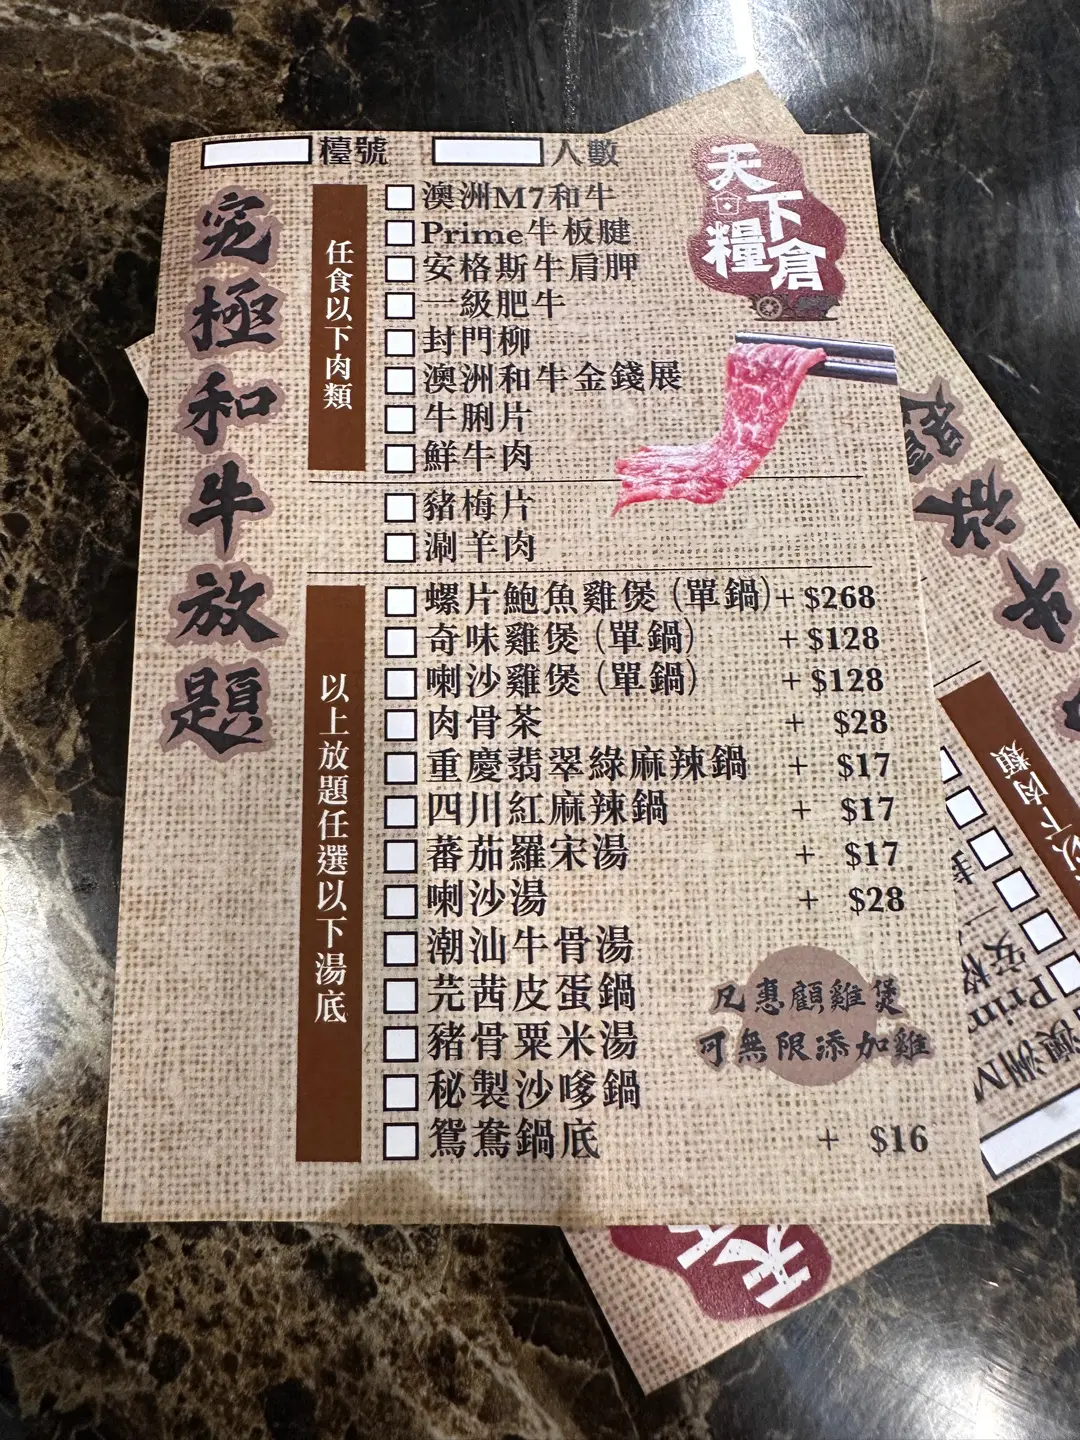 檯號 人數
天下糧倉
究極和牛放題
任食以下肉類
澳洲M7和牛
Prime牛板腱
安格斯牛肩胛
一級肥牛
封門柳
澳洲和牛金錢展
牛脷片
鮮牛肉
豬梅片
涮羊肉
以上放題任選以下湯底
螺片鮑魚雞煲（單鍋）+ $268
奇味雞煲（單鍋） + $128
喇沙雞煲（單鍋） + $128
肉骨茶 + $28
重慶翡翠綠麻辣鍋 + $17
四川紅麻辣鍋 + $17
蕃茄羅宋湯 + $17
喇沙湯 + $28
潮汕牛骨湯
芫茜皮蛋鍋
豬骨粟米湯
秘製沙嗲鍋
鴛鴦鍋底 + $16
凡惠顧雞煲
可無限添加雞